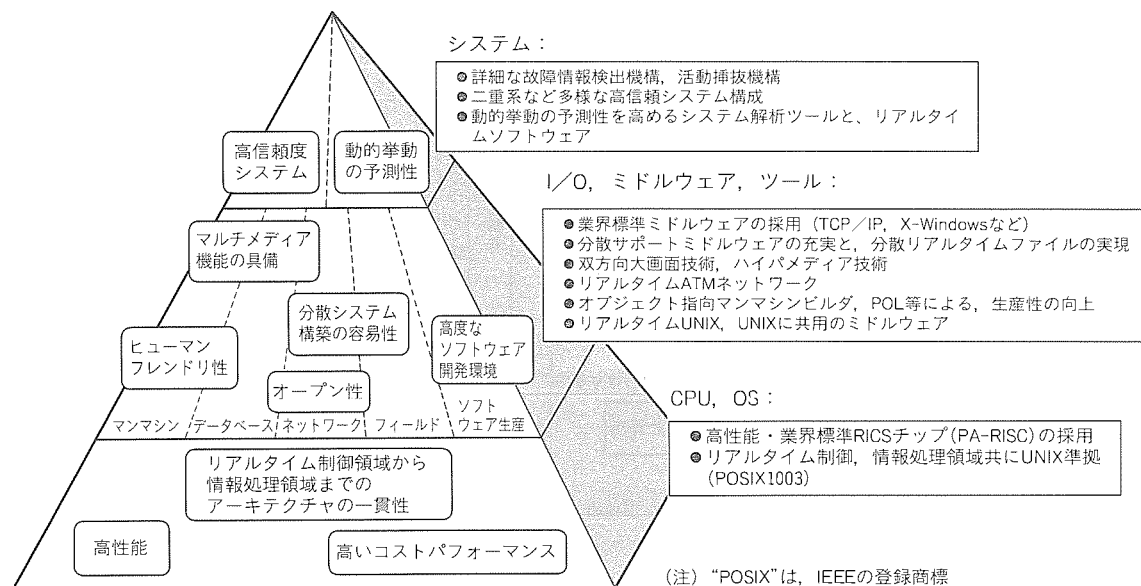 システム：
●詳細な故障情報検出機構，活動挿抜機構
●二重系など多様な高信頼システム構成
●動的挙動の予測性を高めるシステム解析ツールと、リアルタイ
ムソフトウェア
高信頼度
システム
動的挙動
の予測性
I／O，ミドルウェア，ツール：
●業界標準ミドルウェアの採用（TCP／IP，X-Windowsなど）
●分散サポートミドルウェアの充実と，分散リアルタイムファイルの実現
●双方向大画面技術，ハイパメディア技術
●リアルタイムATMネットワーク
●オブジェクト指向マンマシンビルダ，POL等による，生産性の向上
●リアルタイムUNIX，UNIXに共用のミドルウェア
マルチメディア
機能の具備
分散システム
構築の容易性
高度な
ソフトウェア
開発環境
ヒューマン
フレンドリ性
オープン性
マンマシン
データベース
ネットワーク
フィールド
ソフト
ウェア生産
CPU，OS：
●高性能・業界標準RICSチップ(PA-RISC)の採用
●リアルタイム制御，情報処理領域共にUNIX準拠
(POSIX1003)
リアルタイム制御領域から
情報処理領域までの
アーキテクチャの一貫性
高性能
高いコストパフォーマンス
(注) “POSIX”は，IEEEの登録商標